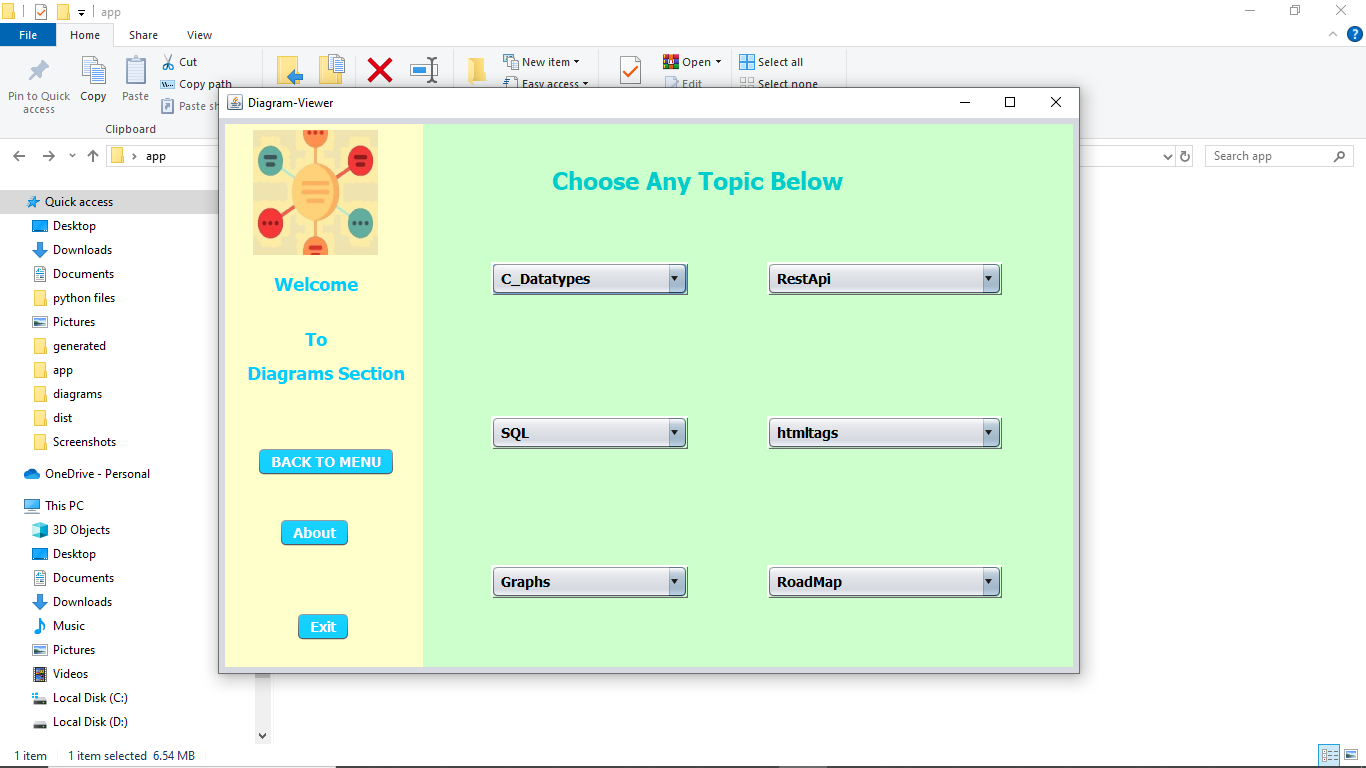 app
File Home Share View
Pin to Quick access
Copy
Paste
Cut
Copy path
Paste sh
New item
Easy access
Open
Edit
Select all
Select none
Clipboard
app
Search app
Quick access
Desktop
Downloads
Documents
python files
Pictures
generated
app
diagrams
dist
Screenshots
OneDrive - Personal
This PC
3D Objects
Desktop
Documents
Downloads
Music
Pictures
Videos
Local Disk (C:)
Local Disk (D:)
1 item 1 item selected 6.54 MB
Diagram-Viewer
Welcome
To
Diagrams Section
BACK TO MENU
About
Exit
Choose Any Topic Below
C_Datatypes RestApi
SQL htmltags
Graphs RoadMap